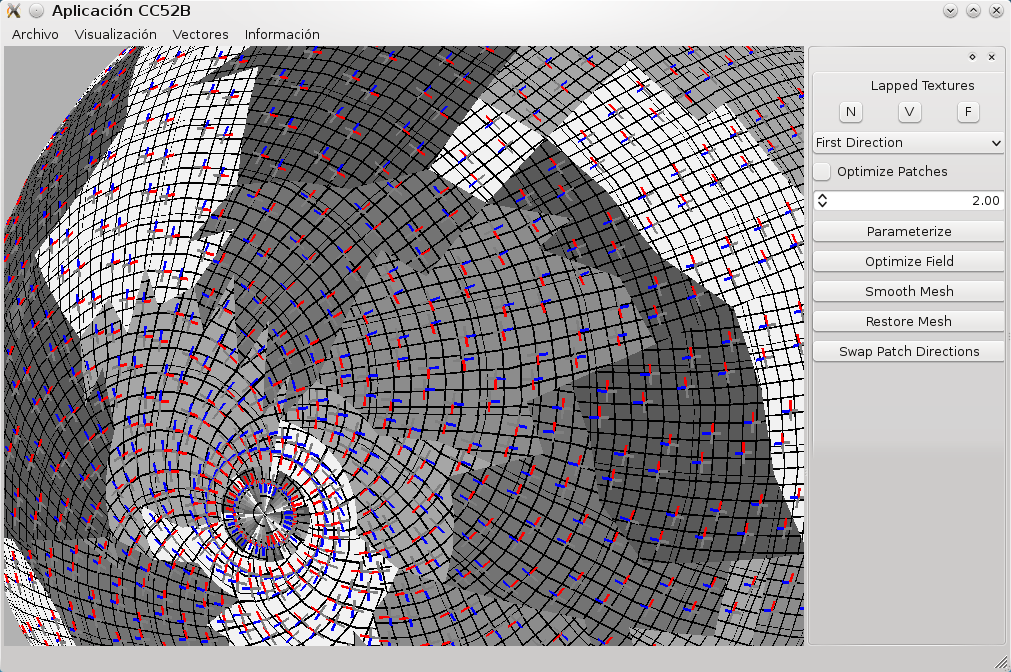 Aplicación CC52B
Archivo Visualización Vectores Información
Lapped Textures
N V F
First Direction
Optimize Patches
2.00
Parameterize
Optimize Field
Smooth Mesh
Restore Mesh
Swap Patch Directions